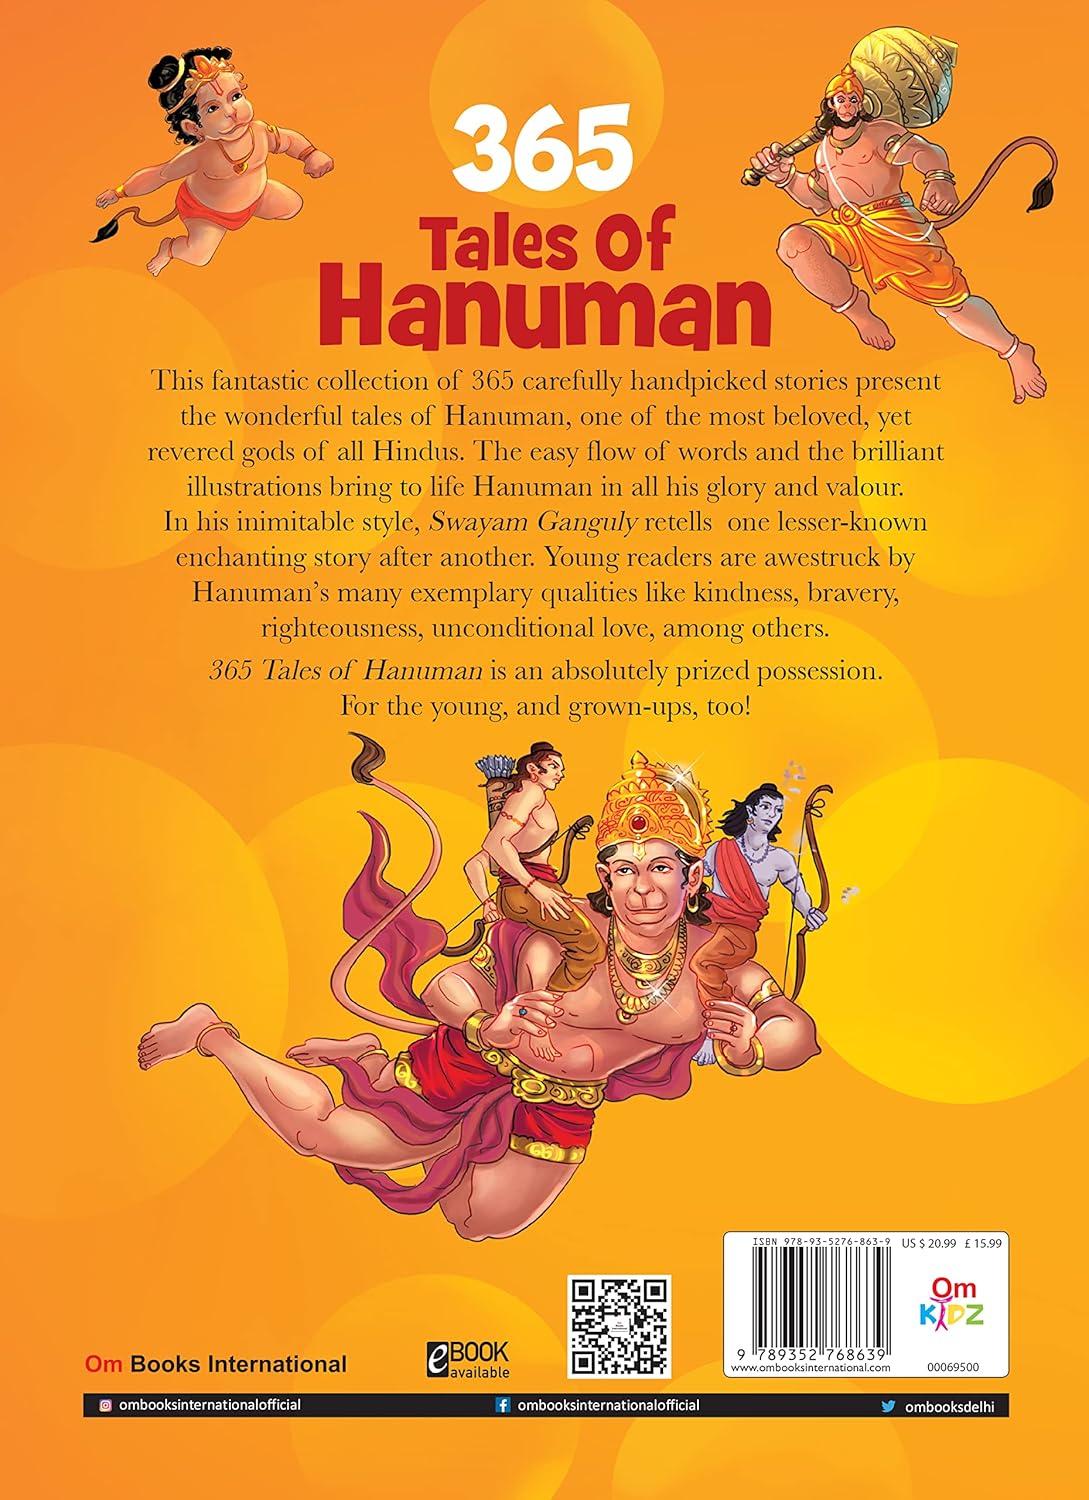 365
Tales Of
Hanuman
This fantastic collection of 365 carefully handpicked stories present
the wonderful tales of Hanuman, one of the most beloved, yet
revered gods of all Hindus. The easy flow of words and the brilliant
illustrations bring to life Hanuman in all his glory and valour.
In his inimitable style, Swayam Ganguly retells one lesser-known
enchanting story after another. Young readers are awestruck by
Hanuman's many exemplary qualities like kindness, bravery,
righteousness, unconditional love, among others.
365 Tales of Hanuman is an absolutely prized possession.
For the young, and grown-ups, too!
ISBN 978-93-5276-863-9
US $ 20.99 £ 15.99
Om
KIDZ
9 789352 768639
www.ombooksinternational.com
00069500
Om Books International
eBOOK
available
ombooksinternationalofficial
ombooksinternationalofficial
ombooksdelhi